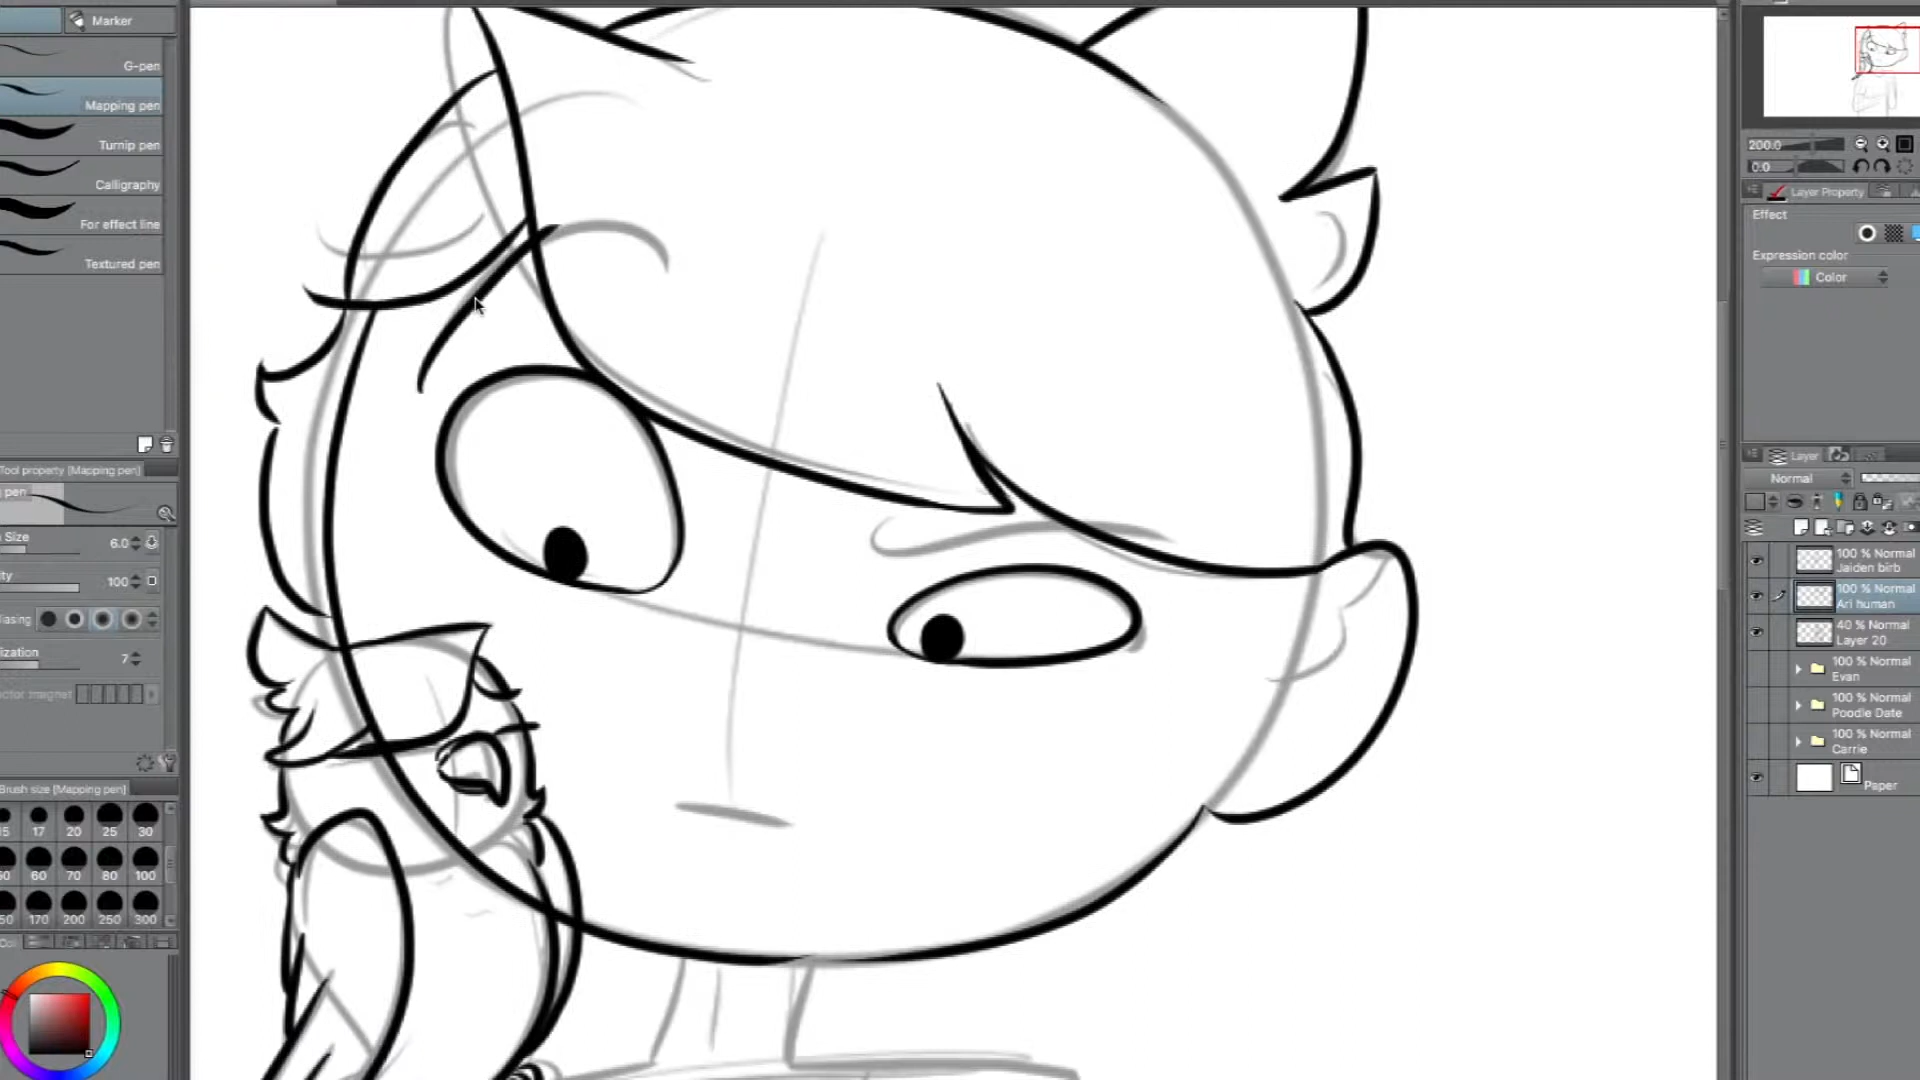 Marker
G-pen
Mapping pen
Turnip pen
Calligraphy
For effect line
Textured pen
Tool property [Mapping pen]
pen
Size 6.0
100
7
Brush size [Mapping pen]
17 20 25 30
60 70 80 100
170 200 250 300
200.0
0.0
Layer Property
Effect
Expression color
Color
Layer
Normal
100 % Normal
Jaiden birb
100 % Normal
Ari human
40 % Normal
Layer 20
100 % Normal
Evan
100 % Normal
Poodle Date
100 % Normal
Carrie
Paper